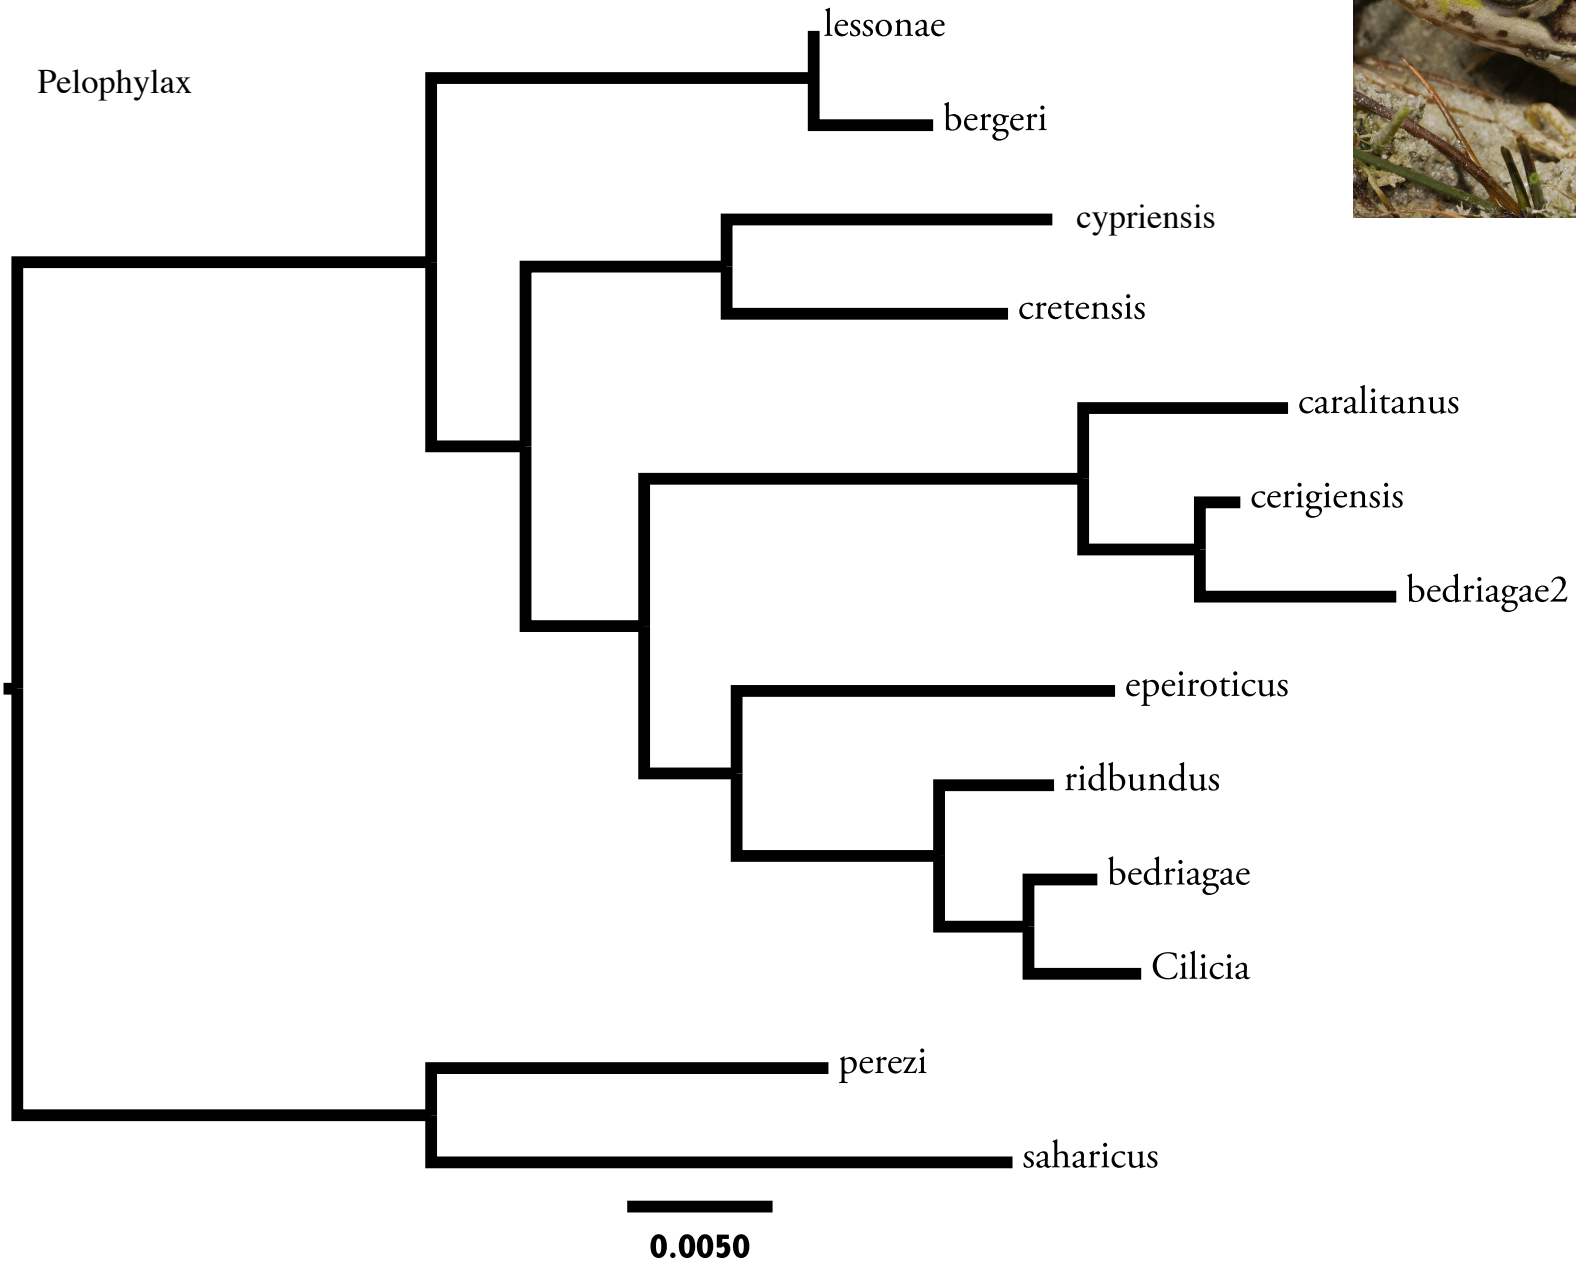 lessonae
Pelophylax
bergeri
cypriensis
cretensis
caralitanus
cerigiensis
bedriagae2
epeiroticus
ridbundus
bedriagae
Cilicia
perezi
saharicus
0.0050